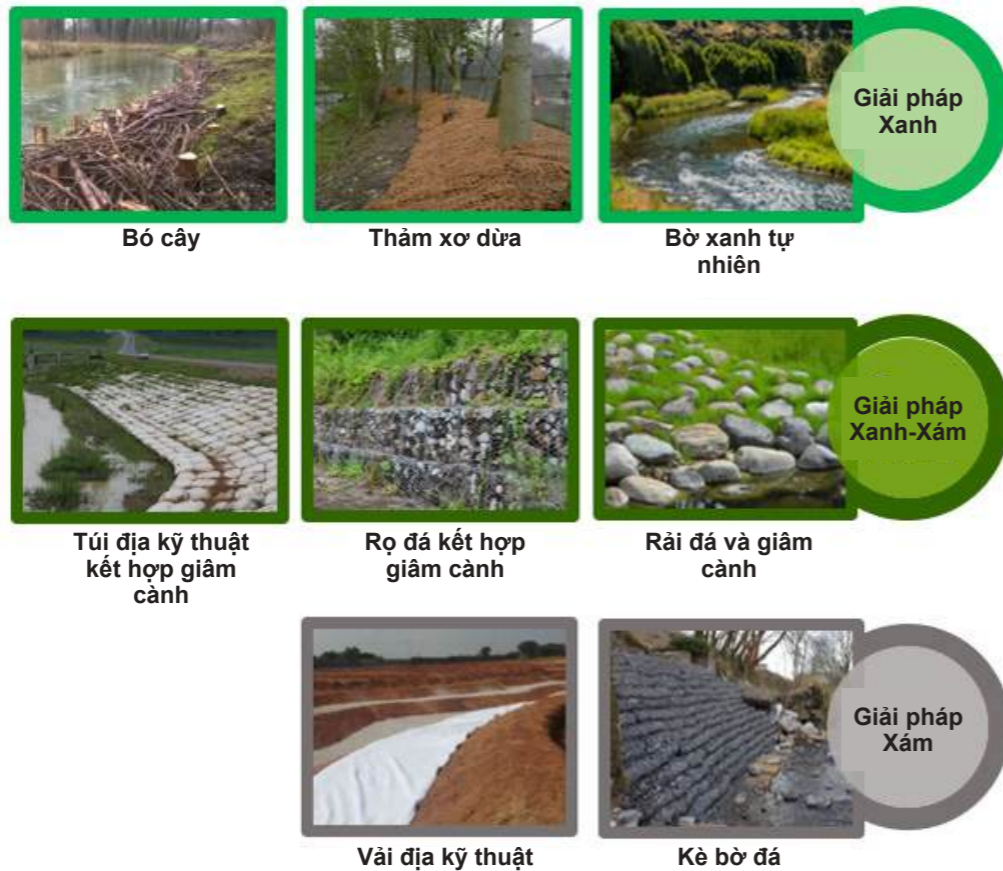 Giải pháp
Xanh
Bó cây
Thảm xơ dừa
Bờ xanh tự
nhiên
Giải pháp
Xanh-Xám
Túi địa kỹ thuật
kết hợp giâm
cành
Rọ đá kết hợp
giâm cành
Rải đá và giâm
cành
Giải pháp
Xám
Vải địa kỹ thuật
Kè bờ đá